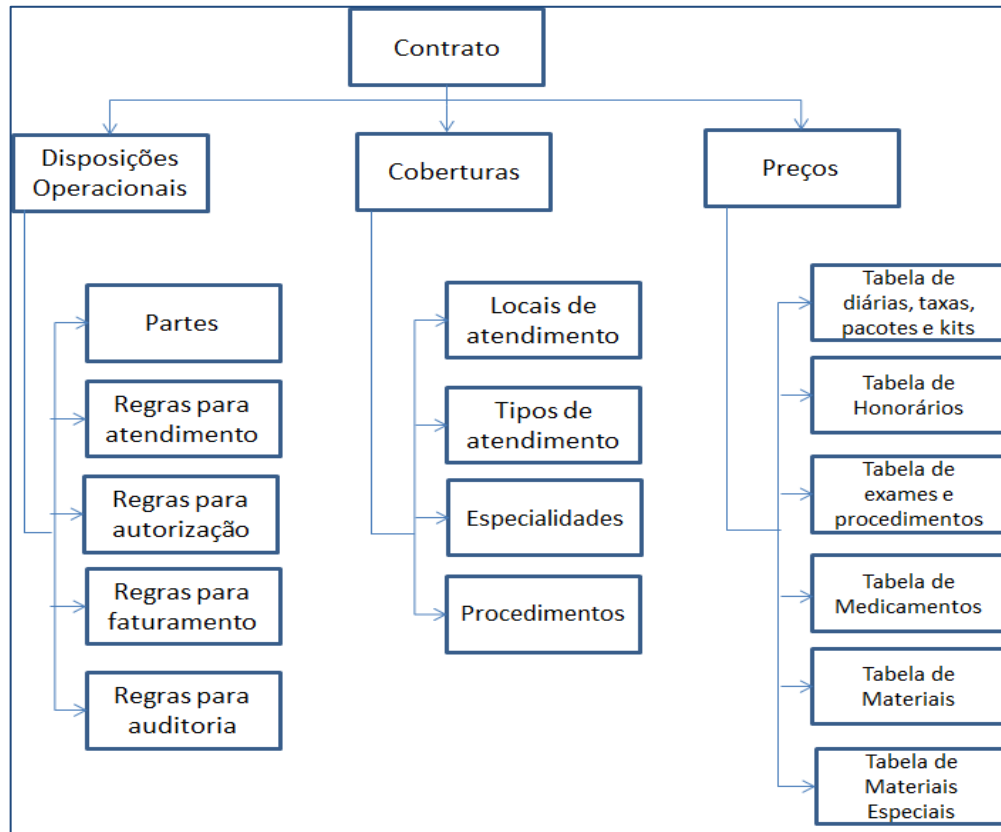 Contrato
Disposições
Operacionais
Coberturas
Preços
Partes
Regras para
atendimento
Regras para
autorização
Regras para
faturamento
Regras para
auditoria
Locais de
atendimento
Tipos de
atendimento
Especialidades
Procedimentos
Tabela de
diárias, taxas,
pacotes e kits
Tabela de
Honorários
Tabela de
exames e
procedimentos
Tabela de
Medicamentos
Tabela de
Materiais
Tabela de
Materiais
Especiais